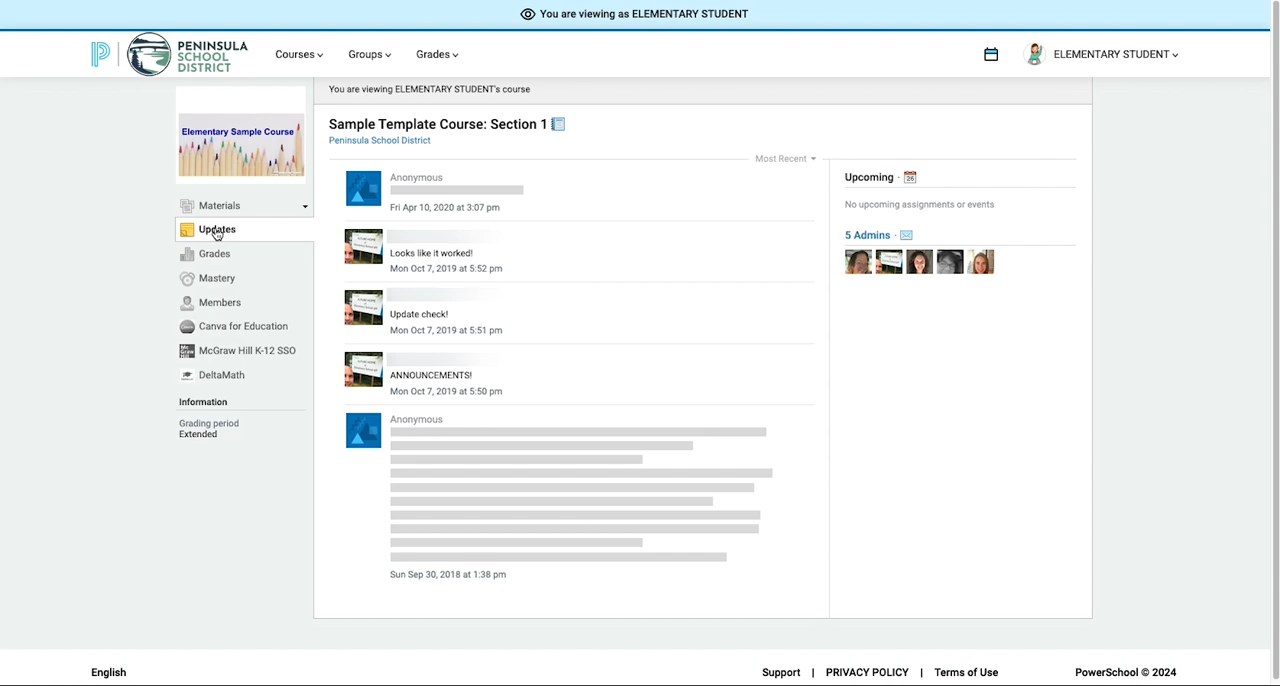 You are viewing as ELEMENTARY STUDENT
PENINSULA
SCHOOL
DISTRICT
Courses
Groups
Grades
ELEMENTARY STUDENT
You are viewing ELEMENTARY STUDENT's course
Elementary Sample Course
Sample Template Course: Section 1
Peninsula School District
Materials
Updates
Grades
Mastery
Members
Canva for Education
McGraw Hill K-12 SSO
DeltaMath
Information
Grading period
Extended
Most Recent
Anonymous
Fri Apr 10, 2020 at 3:07 pm
Looks like it worked!
Mon Oct 7, 2019 at 5:52 pm
Update check!
Mon Oct 7, 2019 at 5:51 pm
ANNOUNCEMENTS!
Mon Oct 7, 2019 at 5:50 pm
Anonymous
Sun Sep 30, 2018 at 1:38 pm
Upcoming ·
No upcoming assignments or events
5 Admins ·
English
Support | PRIVACY POLICY | Terms of Use
PowerSchool © 2024